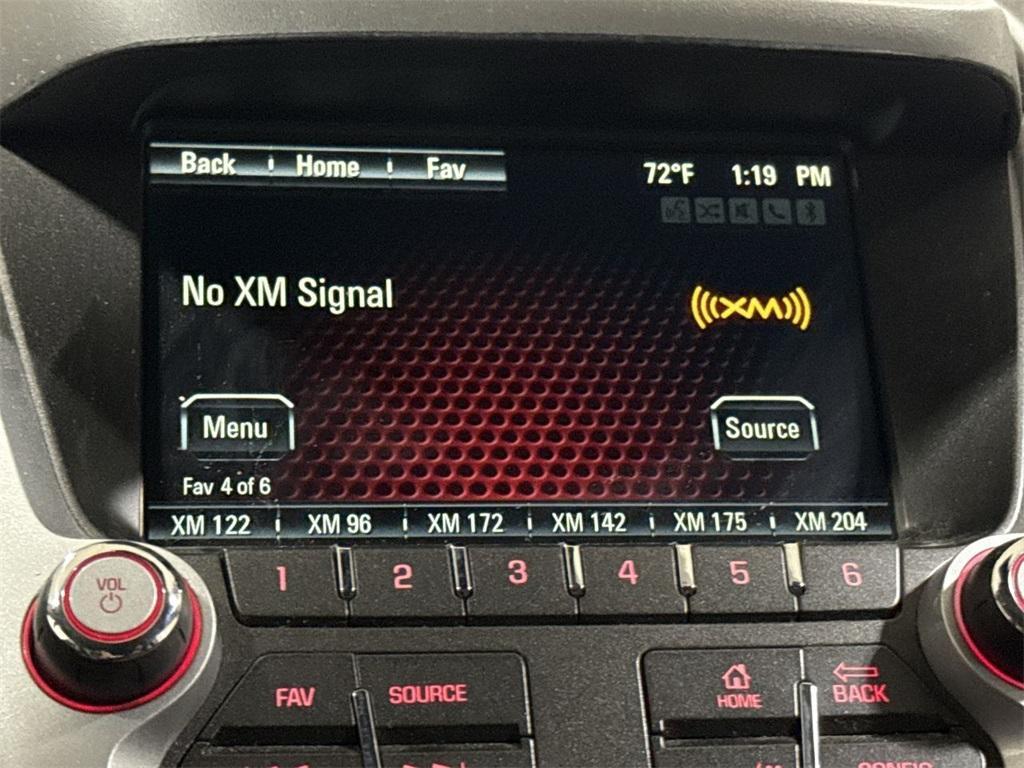 Back Home Fav 72°F 1:19 PM
No XM Signal
XM
Menu Source
Fav 4 of 6
XM 122 XM 96 XM 172 XM 142 XM 175 XM 204
1 2 3 4 5 6
VOL
FAV SOURCE HOME BACK